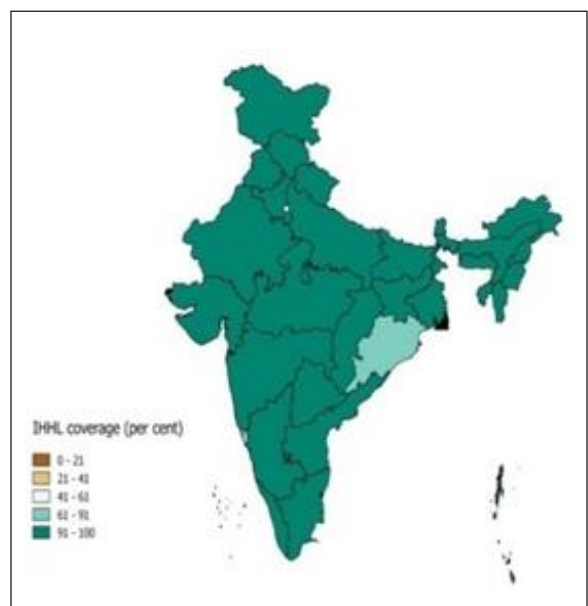 IHHL coverage (per cent)
0 - 21
21 - 41
41 - 61
61 - 91
91 - 100